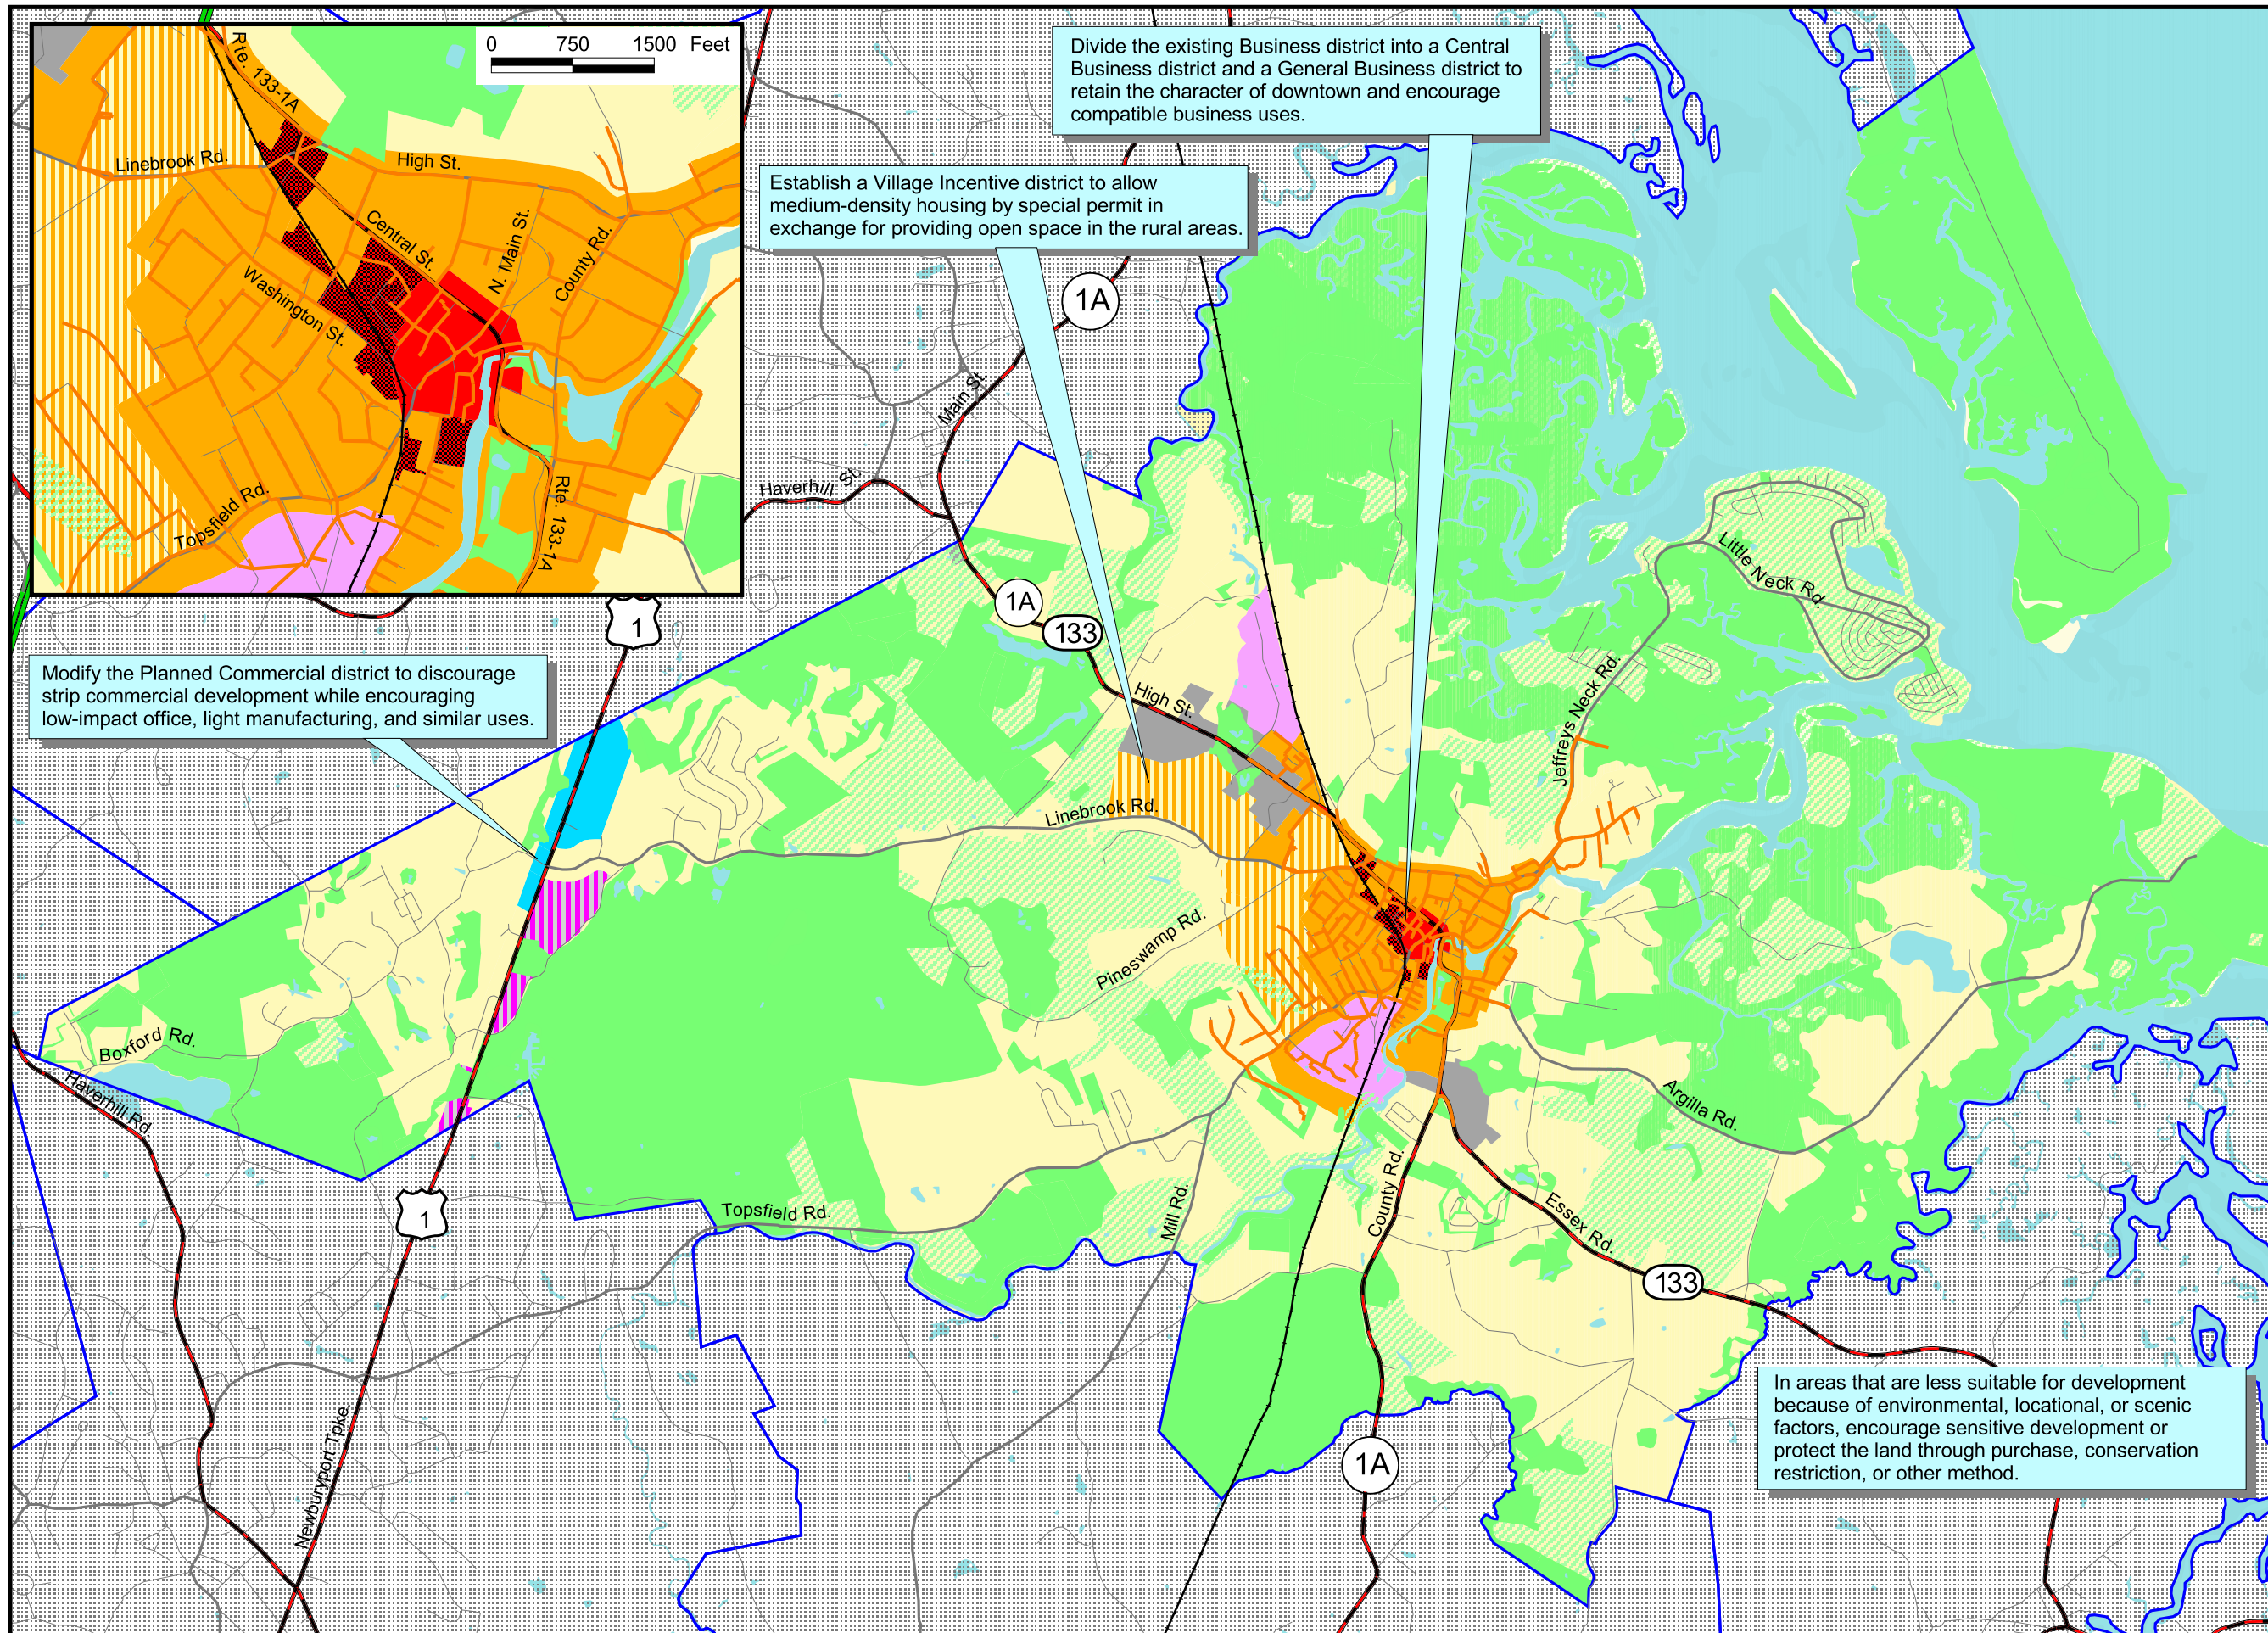 0 750 1500 Feet
Rte. 133-1A
Linebrook Rd.
High St.
Central St.
N. Main St.
County Rd.
Washington St.
Topsfield Rd.
Rte. 133-1A
Divide the existing Business district into a Central
Business district and a General Business district to
retain the character of downtown and encourage
compatible business uses.
Establish a Village Incentive district to allow
medium-density housing by special permit in
exchange for providing open space in the rural areas.
1A
Main St.
Haverhill St.
1A
133
1
Modify the Planned Commercial district to discourage
strip commercial development while encouraging
low-impact office, light manufacturing, and similar uses.
High St.
Little Neck Rd.
Jeffreys Neck Rd.
Linebrook Rd.
Pineswamp Rd.
Boxford Rd.
Haverhill Rd.
Argilla Rd.
1
Topsfield Rd.
Mill Rd.
County Rd.
Essex Rd.
133
Newburyport Tpke.
1A
In areas that are less suitable for development
because of environmental, locational, or scenic
factors, encourage sensitive development or
protect the land through purchase, conservation
restriction, or other method.